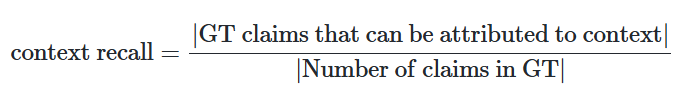 context recall = |GT claims that can be attributed to context|
|Number of claims in GT|